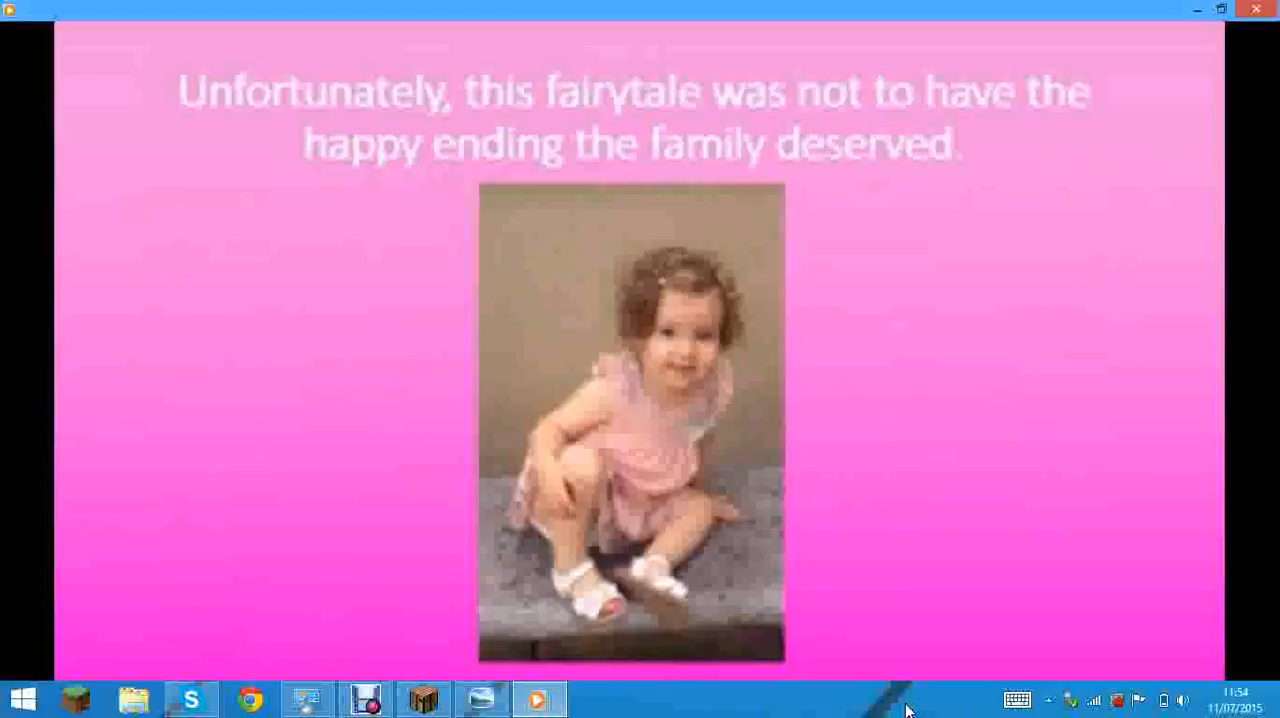 Unfortunately, this fairytale was not to have the
happy ending the family deserved.
11:54
11/07/2015